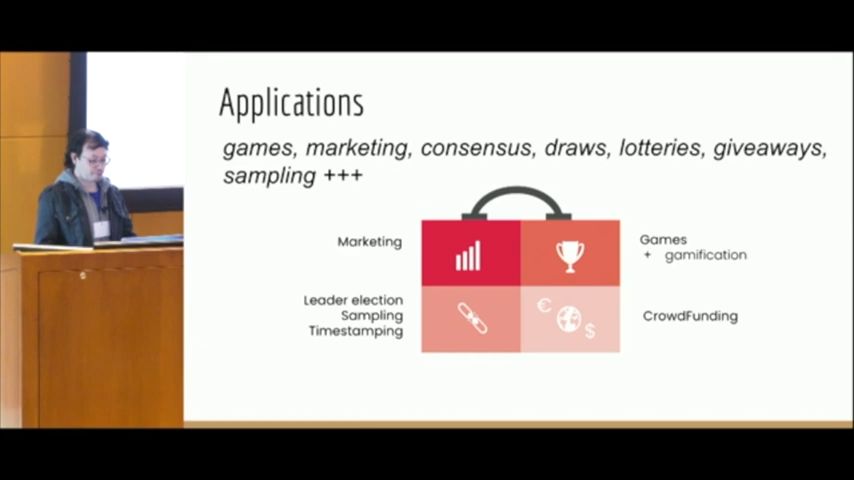 Applications
games, marketing, consensus, draws, lotteries, giveaways,
sampling +++
Marketing
Games
+ gamification
Leader election
Sampling
Timestamping
€
$
CrowdFunding